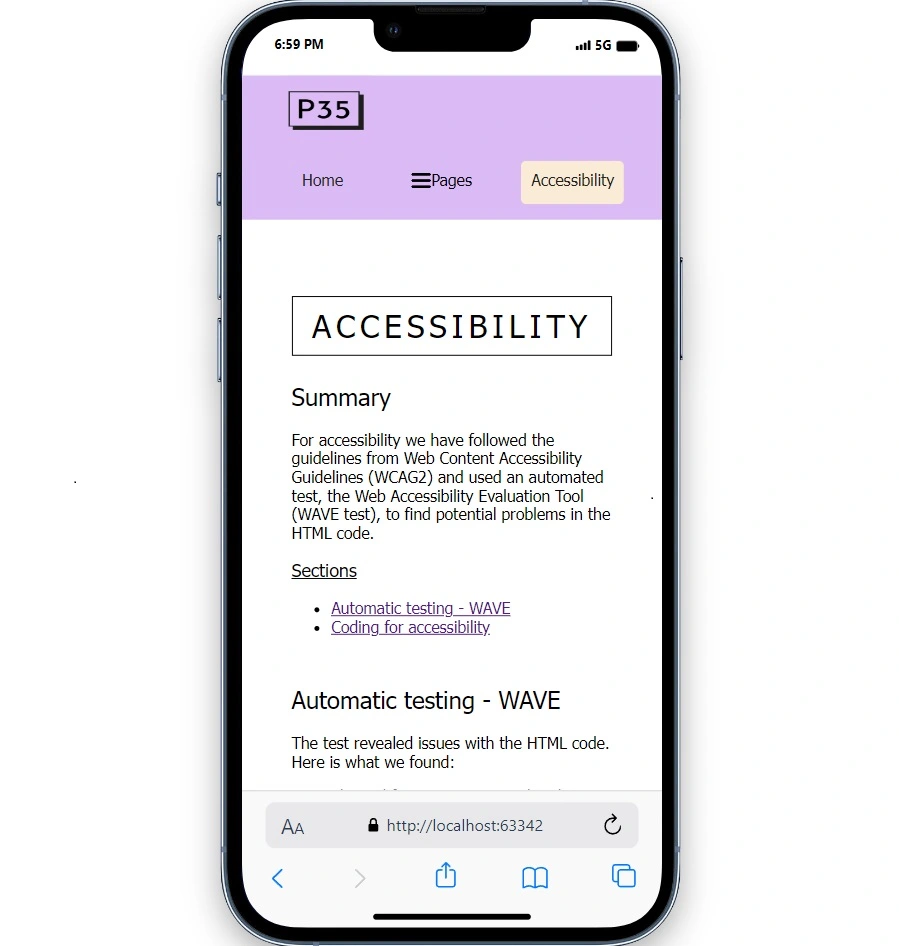 6:59 PM
5G
P35
Home
Pages
Accessibility
ACCESSIBILITY
Summary
For accessibility we have followed the
guidelines from Web Content Accessibility
Guidelines (WCAG2) and used an automated
test, the Web Accessibility Evaluation Tool
(WAVE test), to find potential problems in the
HTML code.
Sections
• Automatic testing - WAVE
• Coding for accessibility
Automatic testing - WAVE
The test revealed issues with the HTML code.
Here is what we found:
AA
http://localhost:63342